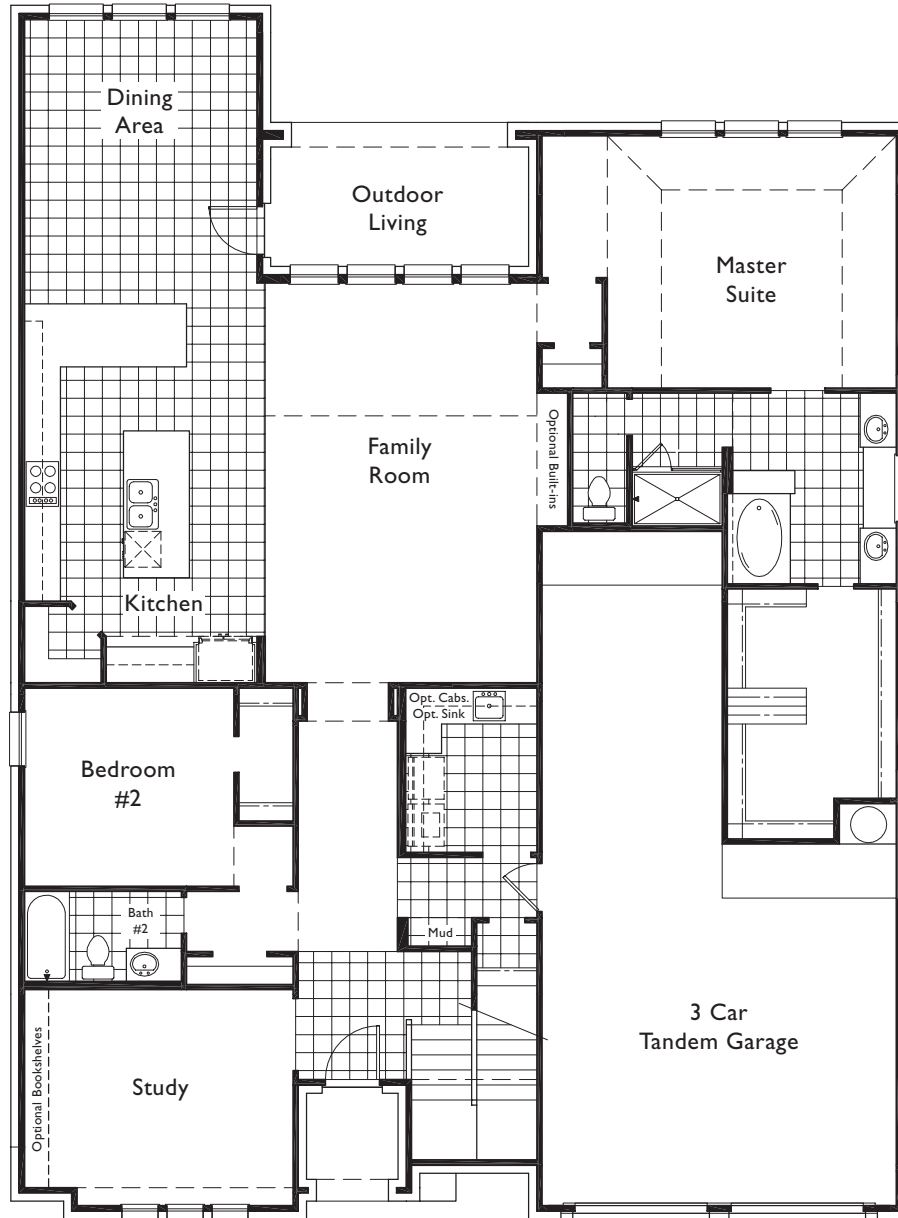 Dining
Area
Outdoor
Living
Master
Suite
Family
Room
Optional Built-ins
Kitchen
Opt. Cabs.
Opt. Sink
Bedroom
#2
Bath
#2
Mud
3 Car
Tandem Garage
Optional Bookshelves
Study